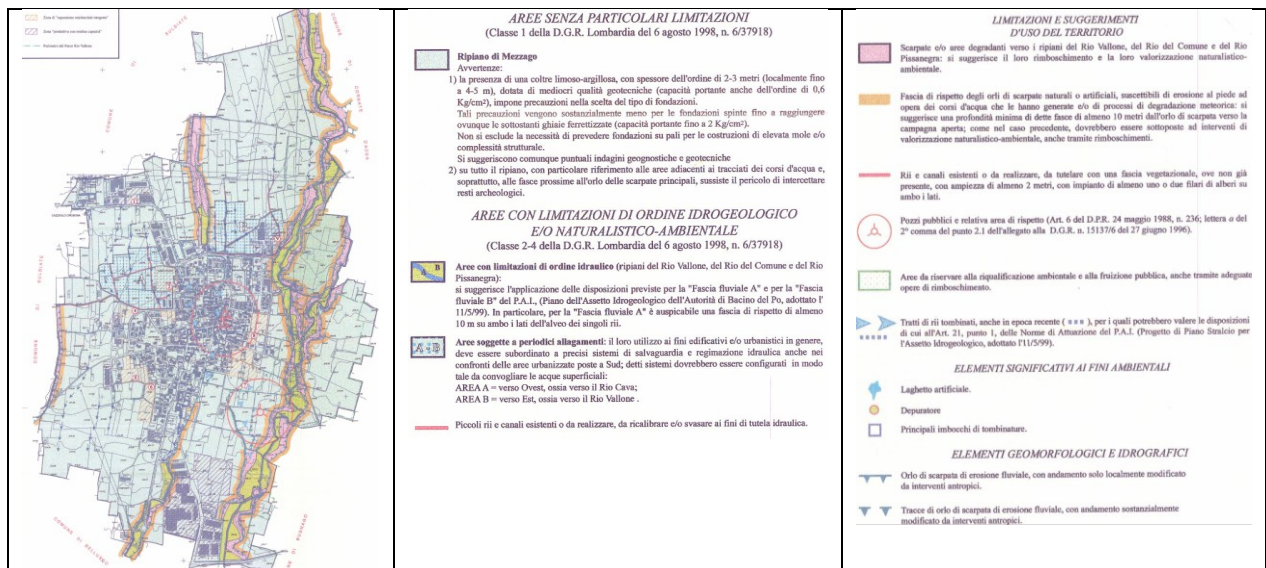 Zona B
Zona
Perimetro del Piano Rio Vallone
SULBIATE
COMUNE
CORNATE
D'ADDA
COMUNE DI
SULBIATE
COMUNE DI BELLUSCO
COMUNE DI BUSNAGO
AREE SENZA PARTICOLARI LIMITAZIONI
(Classe 1 della D.G.R. Lombardia del 6 agosto 1998, n. 6/37918)
Ripiano di Mezzago
Avvertenze:
1) la presenza di una coltre limoso-argillosa, con spessore dell'ordine di 2-3 metri (localmente fino
a 4-5 m), dotata di mediocri qualità geotecniche (capacità portante anche dell'ordine di 0,6
Kg/cm²), impone precauzioni nella scelta del tipo di fondazioni.
Tali precauzioni vengono sostanzialmente meno per le fondazioni spinte fino a raggiungere
ovunque le sottostanti ghiaie ferrettizzate (capacità portante fino a 2 Kg/cm²).
Non si esclude la necessità di prevedere fondazioni su pali per le costruzioni di elevata mole e/o
complessità strutturale.
Si suggeriscono comunque puntuali indagini geognostiche e geotecniche
2) su tutto il ripiano, con particolare riferimento alle aree adiacenti ai tracciati dei corsi d'acqua e,
soprattutto, alle fasce prossime all'orlo delle scarpate principali, sussiste il pericolo di intercettare
resti archeologici.
AREE CON LIMITAZIONI DI ORDINE IDROGEOLOGICO
E/O NATURALISTICO-AMBIENTALE
(Classe 2-4 della D.G.R. Lombardia del 6 agosto 1998, n. 6/37918)
A B Aree con limitazioni di ordine idraulico (ripiani del Rio Vallone, del Rio del Comune e del Rio
Pissanegra):
si suggerisce l'applicazione delle disposizioni previste per la "Fascia fluviale A" e per la "Fascia
fluviale B" del P.A.I., (Piano dell'Assetto Idrogeologico dell'Autorità di Bacino del Po, adottato l'
11/5/99). In particolare, per la "Fascia fluviale A" è auspicabile una fascia di rispetto di almeno
10 m su ambo i lati dell'alveo dei singoli rii.
A-B Aree soggette a periodici allagamenti: il loro utilizzo ai fini edificativi e/o urbanistici in genere,
deve essere subordinato a precisi sistemi di salvaguardia e regimazione idraulica anche nei
confronti delle aree urbanizzate poste a Sud; detti sistemi dovrebbero essere configurati in modo
tale da convogliare le acque superficiali:
AREA A = verso Ovest, ossia verso il Rio Cava;
AREA B = verso Est, ossia verso il Rio Vallone .
Piccoli rii e canali esistenti o da realizzare, da ricalibrare e/o svasare ai fini di tutela idraulica.
LIMITAZIONI E SUGGERIMENTI
D'USO DEL TERRITORIO
Scarpate e/o aree degradanti verso i ripiani del Rio Vallone, del Rio del Comune e del Rio
Pissanegra: si suggerisce il loro rimboschimento e la loro valorizzazione naturalistico-
ambientale.
Fascia di rispetto degli orli di scarpate naturali o artificiali, suscettibili di erosione al piede ad
opera dei corsi d'acqua che le hanno generate e/o di processi di degradazione meteorica: si
suggerisce una profondità minima di dette fasce di almeno 10 metri dall'orlo di scarpata verso la
campagna aperta; come nel caso precedente, dovrebbero essere sottoposte ad interventi di
valorizzazione naturalistico-ambientale, anche tramite rimboschimenti.
Rii e canali esistenti o da realizzare, da tutelare con una fascia vegetazionale, ove non già
presente, con ampiezza di almeno 2 metri, con impianto di almeno uno o due filari di alberi su
ambo i lati.
Pozzi pubblici e relativa area di rispetto (Art. 6 del D.P.R. 24 maggio 1988, n. 236; lettera a del
2° comma del punto 2.1 dell'allegato alla D.G.R. n. 15137/6 del 27 giugno 1996).
Aree da riservare alla riqualificazione ambientale e alla fruizione pubblica, anche tramite adeguate
opere di rimboschimento.
Tratti di rii tombinati, anche in epoca recente ( ▪▪▪ ), per i quali potrebbero valere le disposizioni
di cui all'Art. 21, punto 1, delle Norme di Attuazione del P.A.I. (Progetto di Piano Stralcio per
l'Assetto Idrogeologico, adottato l'11/5/99).
ELEMENTI SIGNIFICATIVI AI FINI AMBIENTALI
Laghetto artificiale.
Depuratore
Principali imbocchi di tombinature.
ELEMENTI GEOMORFOLOGICI E IDROGRAFICI
Orlo di scarpata di erosione fluviale, con andamento solo localmente modificato
da interventi antropici.
Tracce di orlo di scarpata di erosione fluviale, con andamento sostanzialmente
modificato da interventi antropici.